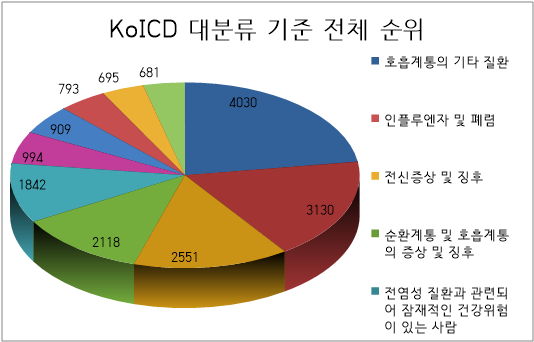 KoICD 대분류 기준 전체 순위
681
695
793
909
994
1842
2118
2551
3130
4030
호흡계통의 기타 질환
인플루엔자 및 폐렴
전신증상 및 징후
순환계통 및 호흡계통
의 증상 및 징후
전염성 질환과 관련되
어 잠재적인 건강위험
이 있는 사람